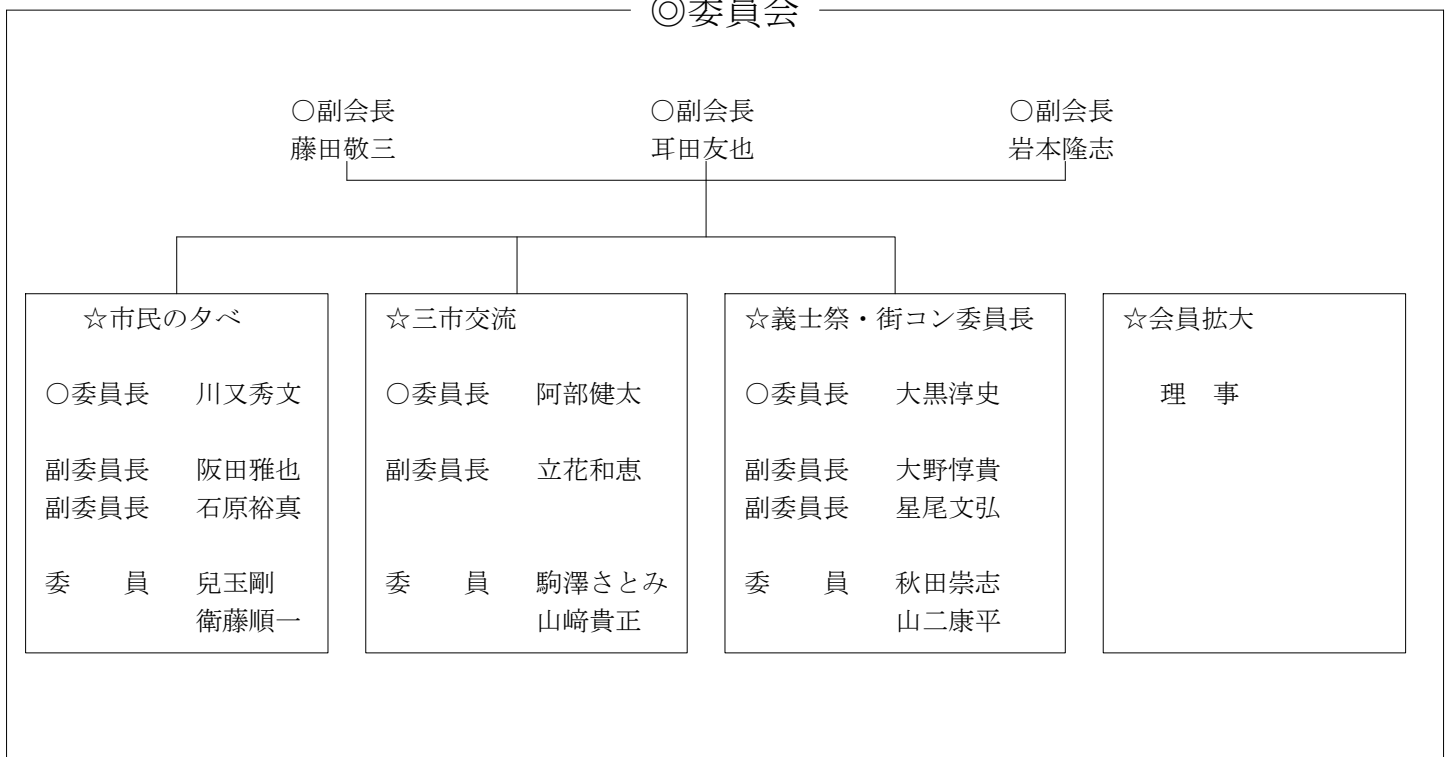 ◎委員会
○副会長 ○副会長 ○副会長
藤田敬三 耳田友也 岩本隆志
☆市民の夕べ
○委員長 川又秀文
副委員長 阪田雅也
副委員長 石原裕真
委 員 兒玉剛
衛藤順一
☆三市交流
○委員長 阿部健太
副委員長 立花和恵
委 員 駒澤さとみ
山﨑貴正
☆義士祭・街コン委員長
○委員長 大黒淳史
副委員長 大野惇貴
副委員長 星尾文弘
委 員 秋田崇志
山二康平
☆会員拡大
理 事